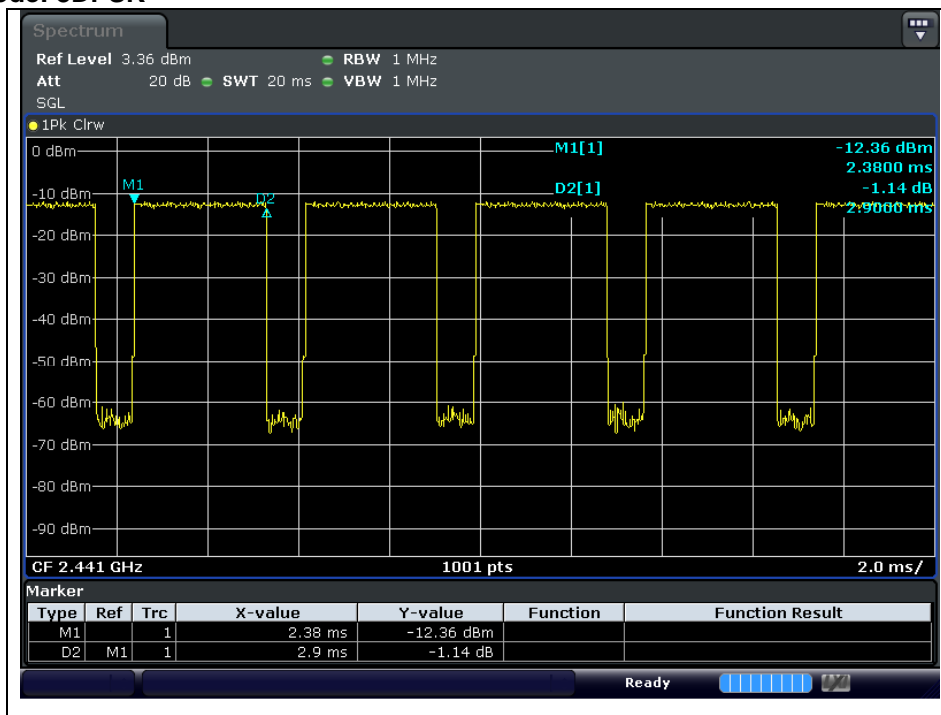 Spectrum
Ref Level 3.36 dBm RBW 1 MHz
Att 20 dB SWT 20 ms VBW 1 MHz
SGL
1Pk Clrw
0 dBm
M1[1] -12.36 dBm
2.3800 ms
-10 dBm M1 D2[1] -1.14 dB
D2 2.9000 ms
-20 dBm
-30 dBm
-40 dBm
-50 dBm
-60 dBm
-70 dBm
-80 dBm
-90 dBm
CF 2.441 GHz 1001 pts 2.0 ms/
Marker
Type Ref Trc X-value Y-value Function Function Result
M1 1 2.38 ms -12.36 dBm
D2 M1 1 2.9 ms -1.14 dB
Ready